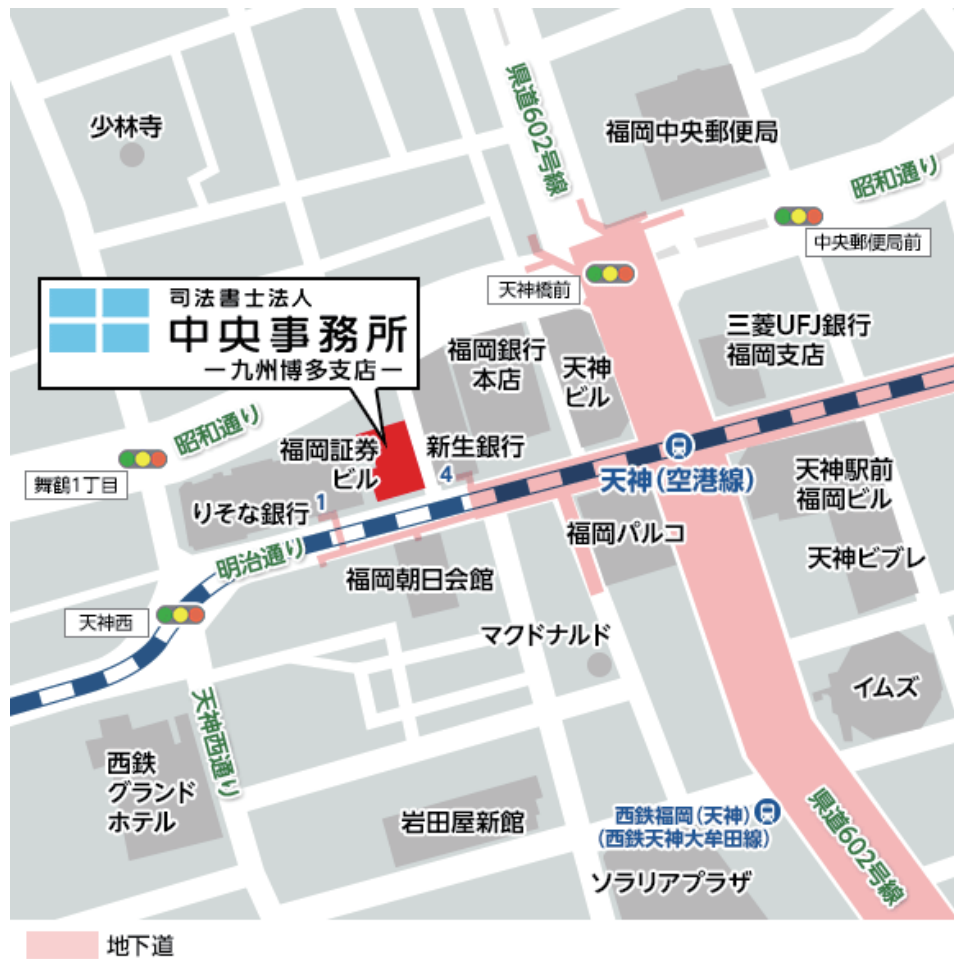 県道602号線
少林寺
福岡中央郵便局
昭和通り
中央郵便局前
天神橋前
司法書士法人
中央事務所
ー九州博多支店ー
三菱UFJ銀行
福岡支店
福岡銀行
本店
天神
ビル
昭和通り
福岡証券
ビル
新生銀行
4
舞鶴1丁目
りそな銀行
1
天神(空港線)
天神駅前
福岡ビル
福岡パルコ
明治通り
天神ビブレ
福岡朝日会館
天神西
マクドナルド
イムズ
天神西通り
西鉄
グランド
ホテル
岩田屋新館
西鉄福岡(天神)
(西鉄天神大牟田線)
県道602号線
ソラリアプラザ
地下道